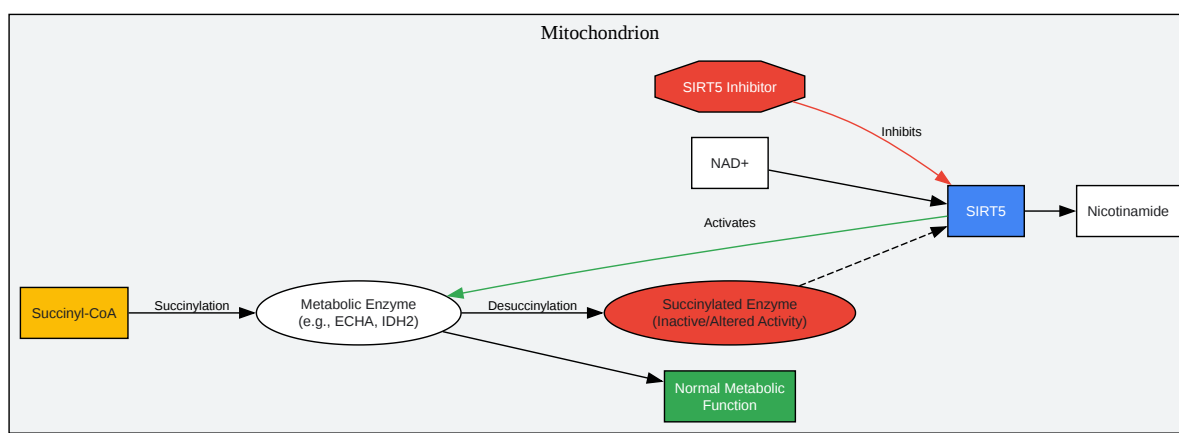 Mitochondrion
SIRT5 Inhibitor
Inhibits
NAD+
SIRT5
Nicotinamide
Activates
Succinyl-CoA
Succinylation
Metabolic Enzyme
(e.g., ECHA, IDH2)
Desuccinylation
Succinylated Enzyme
(Inactive/Altered Activity)
Normal Metabolic
Function